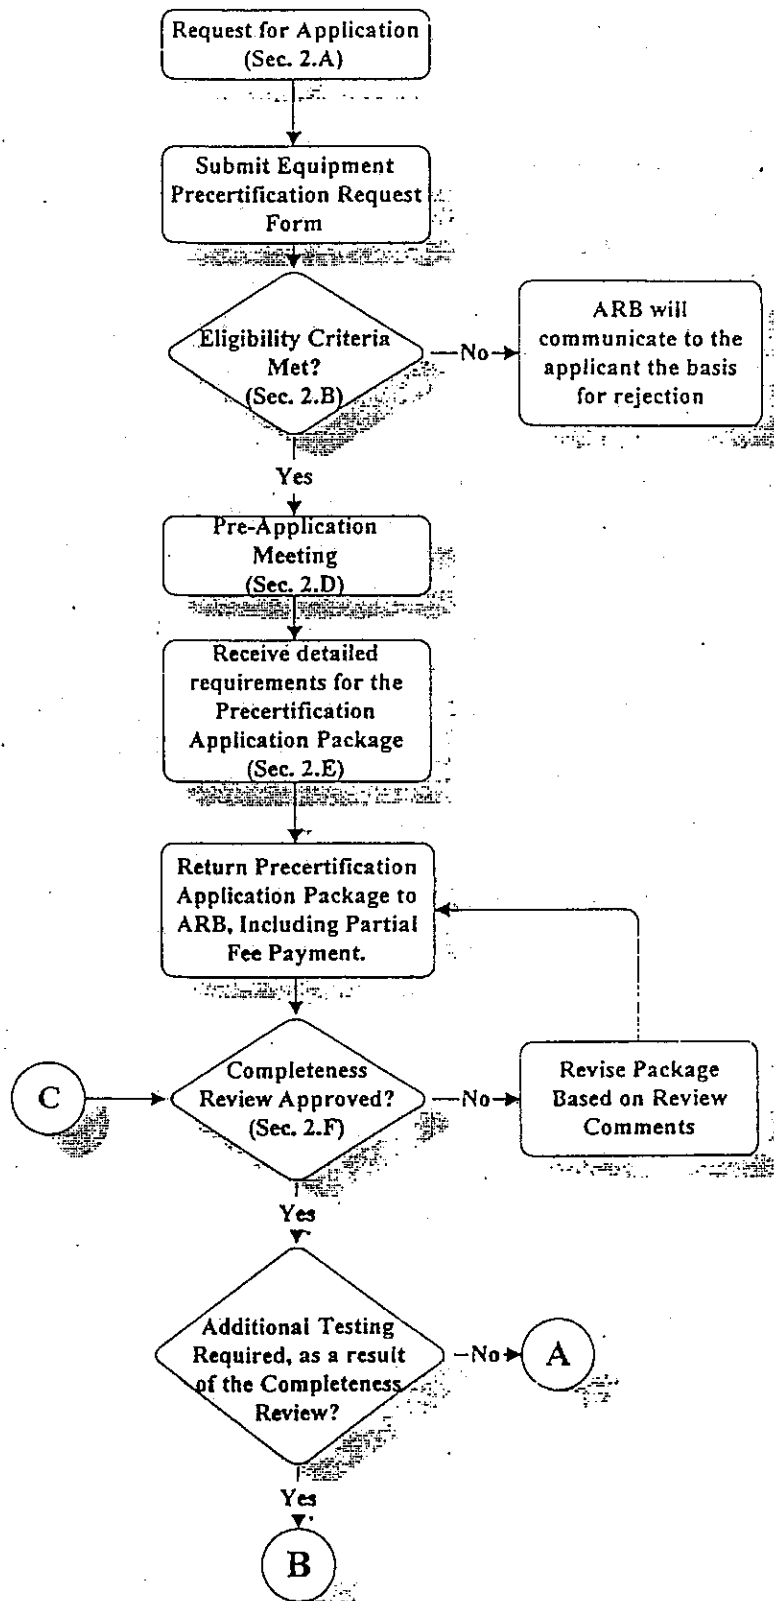 Request for Application
(Sec. 2.A)
Submit Equipment
Precertification Request
Form
Eligibility Criteria
Met?
(Sec. 2.B)
No
ARB will
communicate to the
applicant the basis
for rejection
Yes
Pre-Application
Meeting
(Sec. 2.D)
Receive detailed
requirements for the
Precertification
Application Package
(Sec. 2.E)
Return Precertification
Application Package to
ARB, Including Partial
Fee Payment.
C
Completeness
Review Approved?
(Sec. 2.F)
No
Revise Package
Based on Review
Comments
Yes
Additional Testing
Required, as a result
of the Completeness
Review?
No
A
Yes
B